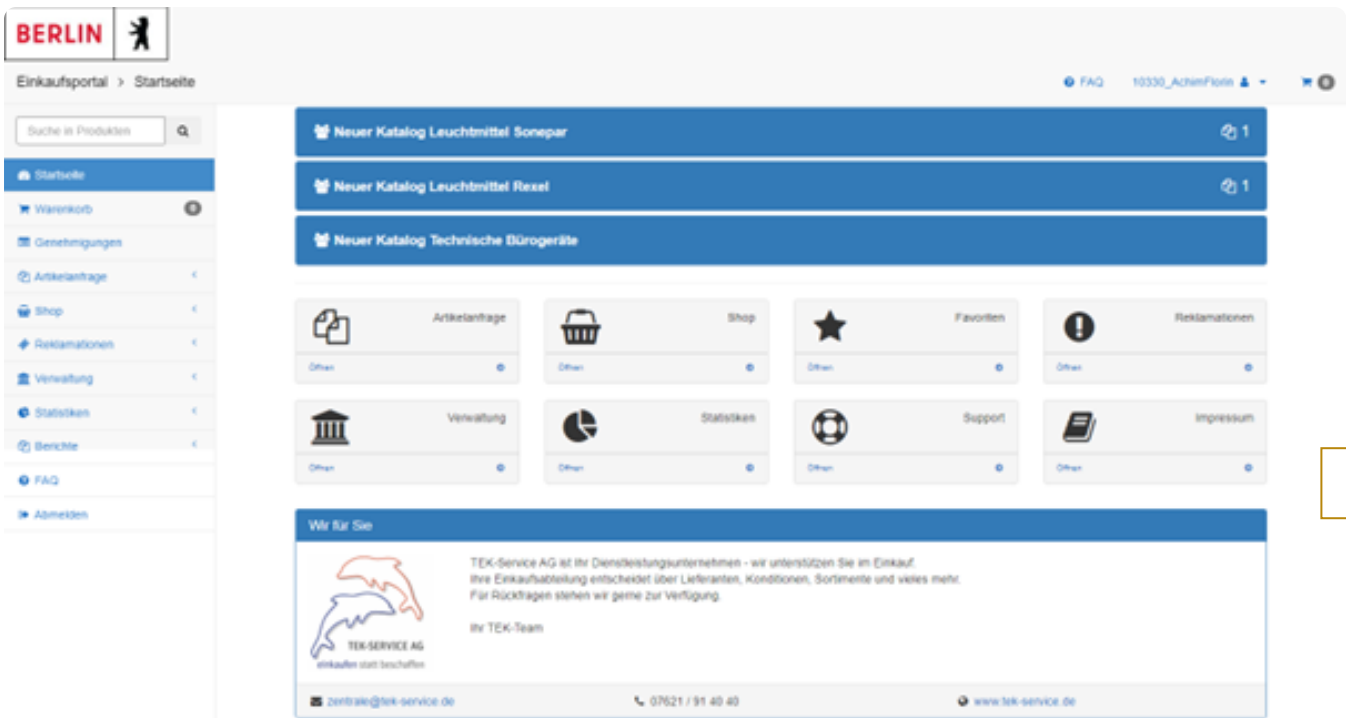 BERLIN
Einkaufsportal > Startseite
FAQ
10330_AchimFlorin
0
Suche in Produkten
Startseite
Warenkorb
0
Genehmigungen
Artikelanfrage
Shop
Reklamationen
Verwaltung
Statistiken
Berichte
FAQ
Abmelden
Neuer Katalog Leuchtmittel Sonepar
1
Neuer Katalog Leuchtmittel Rexel
1
Neuer Katalog Technische Bürogeräte
Artikelanfrage
Öffnen
Shop
Öffnen
Favoriten
Öffnen
Reklamationen
Öffnen
Verwaltung
Öffnen
Statistiken
Öffnen
Support
Öffnen
Impressum
Öffnen
Wir für Sie
TEK-SERVICE AG
einkaufen statt beschaffen
TEK-Service AG ist Ihr Dienstleistungsunternehmen - wir unterstützen Sie im Einkauf.
Ihre Einkaufsabteilung entscheidet über Lieferanten, Konditionen, Sortimente und vieles mehr.
Für Rückfragen stehen wir gerne zur Verfügung.
Ihr TEK-Team
zentrale@tek-service.de
07621 / 91 40 40
www.tek-service.de